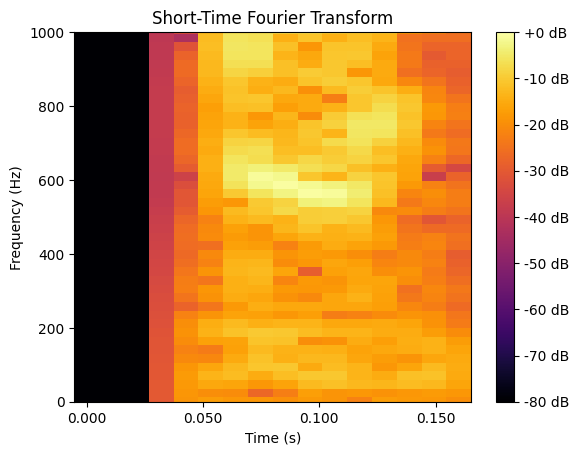 Short-Time Fourier Transform
1000
800
600
400
200
0
Frequency (Hz)
0.000
0.050
0.100
0.150
Time (s)
+0 dB
-10 dB
-20 dB
-30 dB
-40 dB
-50 dB
-60 dB
-70 dB
-80 dB